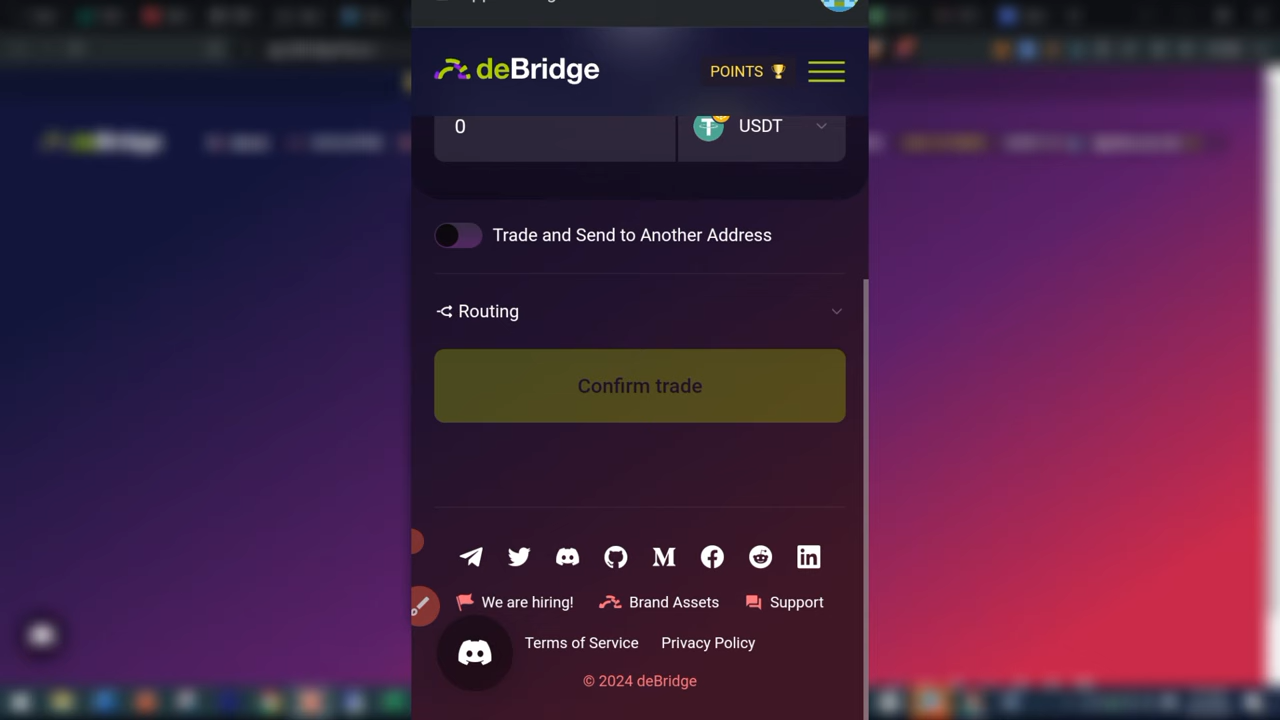 deBridge
POINTS
0
USDT
Trade and Send to Another Address
Routing
Confirm trade
We are hiring!
Brand Assets
Support
Terms of Service
Privacy Policy
© 2024 deBridge
deBridge